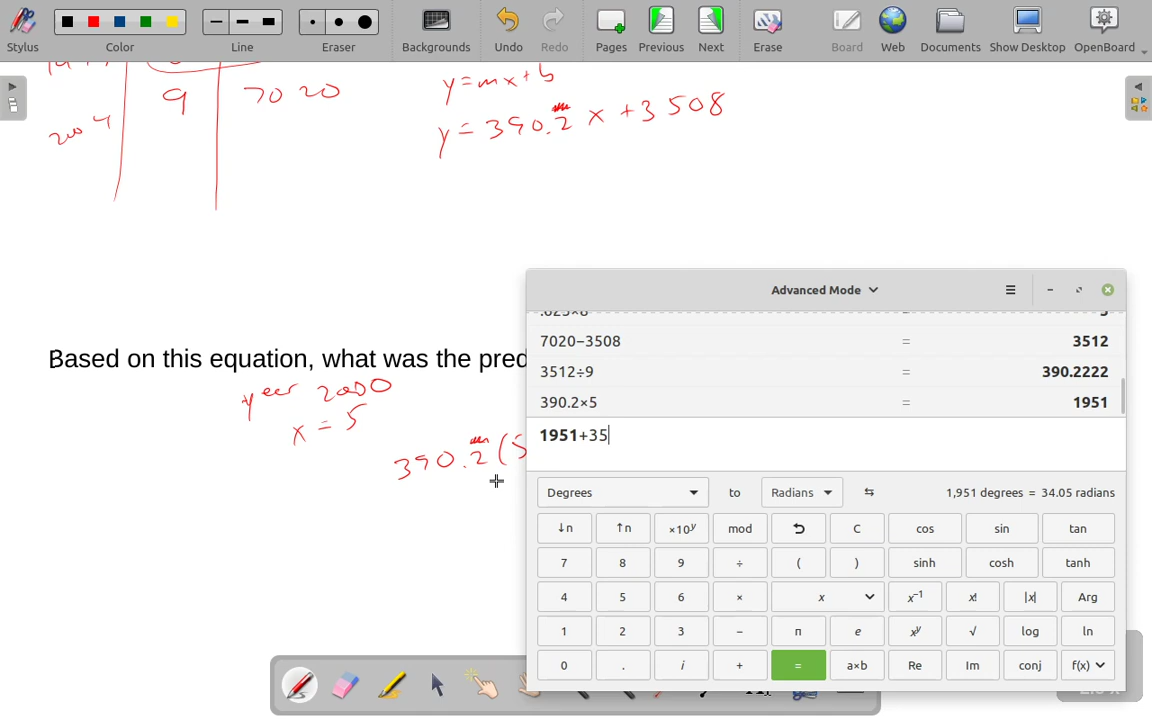 Stylus Color Line Eraser Backgrounds Undo Redo Pages Previous Next Erase Board Web Documents Show Desktop OpenBoard
9 7020
2004
y=mx+b
y=390.2x+3508
Based on this equation, what was the pred
year 2000
x=5
390.2(5
Advanced Mode
7020−3508 = 3512
3512÷9 = 390.2222
390.2×5 = 1951
1951+35
Degrees to Radians 1,951 degrees = 34.05 radians
↓n ↑n ×10^y mod C cos sin tan
7 8 9 ÷ ( ) sinh cosh tanh
4 5 6 × x x⁻¹ x! |x| Arg
1 2 3 − π e x^y √ log ln
0 . i + = a×b Re Im conj f(x)